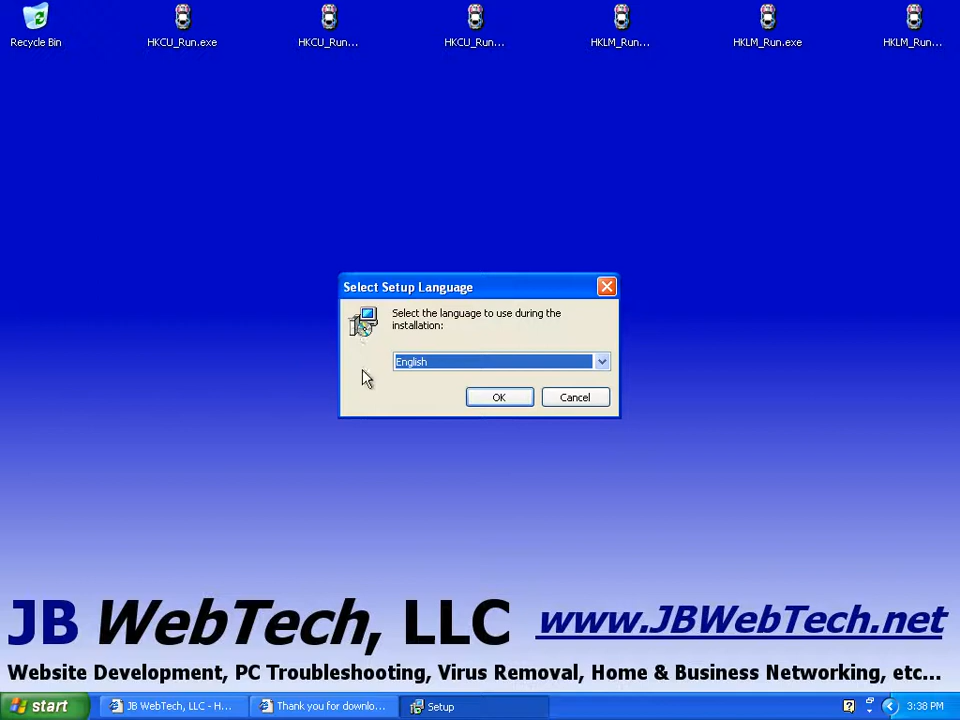 Recycle Bin
HKCU_Run.exe
HKCU_Run...
HKCU_Run...
HKLM_Run...
HKLM_Run.exe
HKLM_Run...
Select Setup Language
Select the language to use during the
installation:
English
OK
Cancel
JB WebTech, LLC
www.JBWebTech.net
Website Development, PC Troubleshooting, Virus Removal, Home & Business Networking, etc...
start
JB WebTech, LLC - H...
Thank you for downlo...
Setup
3:38 PM